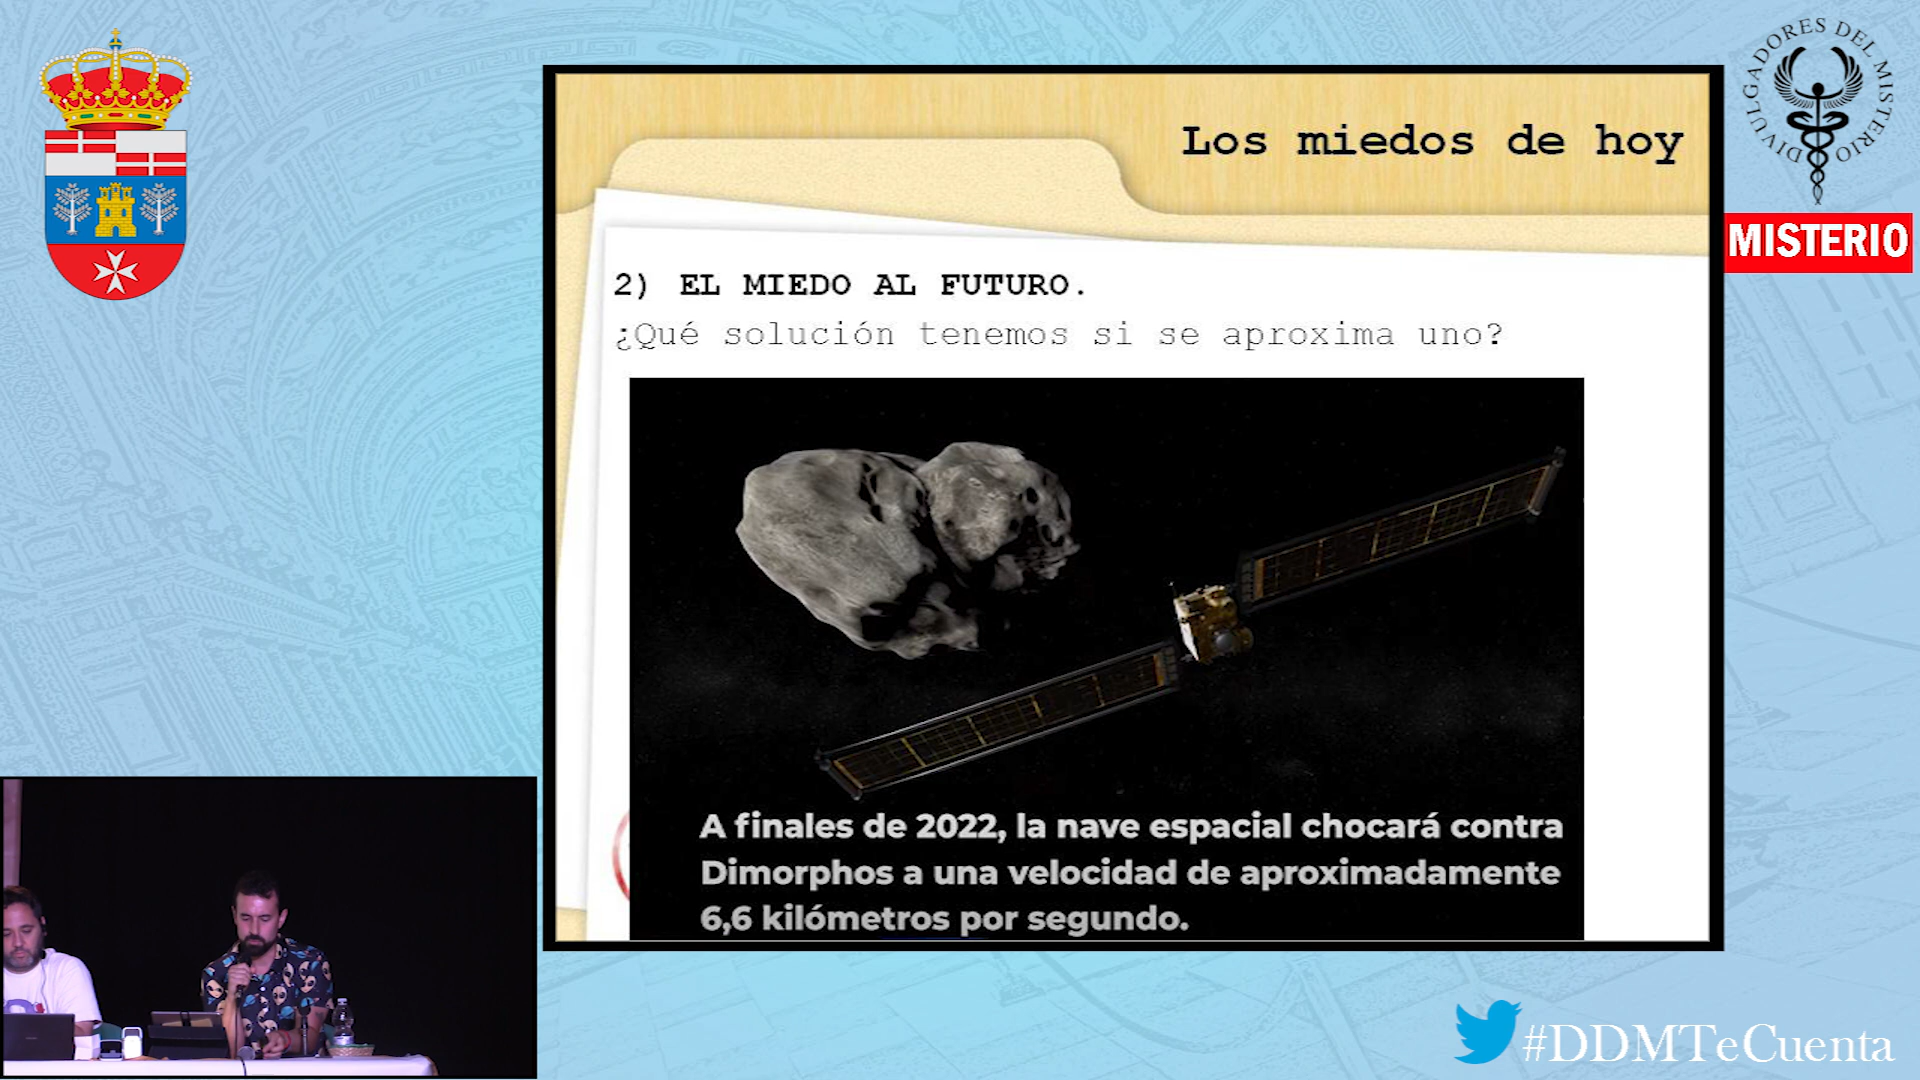 Los miedos de hoy
2) EL MIEDO AL FUTURO.
¿Qué solución tenemos si se aproxima uno?
A finales de 2022, la nave espacial chocará contra
Dimorphos a una velocidad de aproximadamente
6,6 kilómetros por segundo.
DIVULGADORES DEL MISTERIO
MISTERIO
#DDMTeCuenta